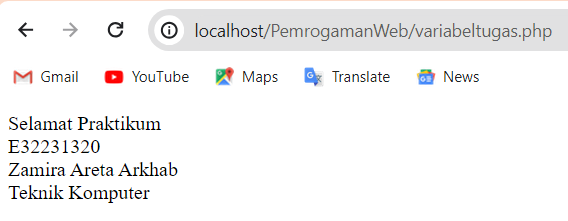 localhost/PemrogamanWeb/variabeltugas.php
Gmail YouTube Maps Translate News
Selamat Praktikum
E32231320
Zamira Areta Arkhab
Teknik Komputer